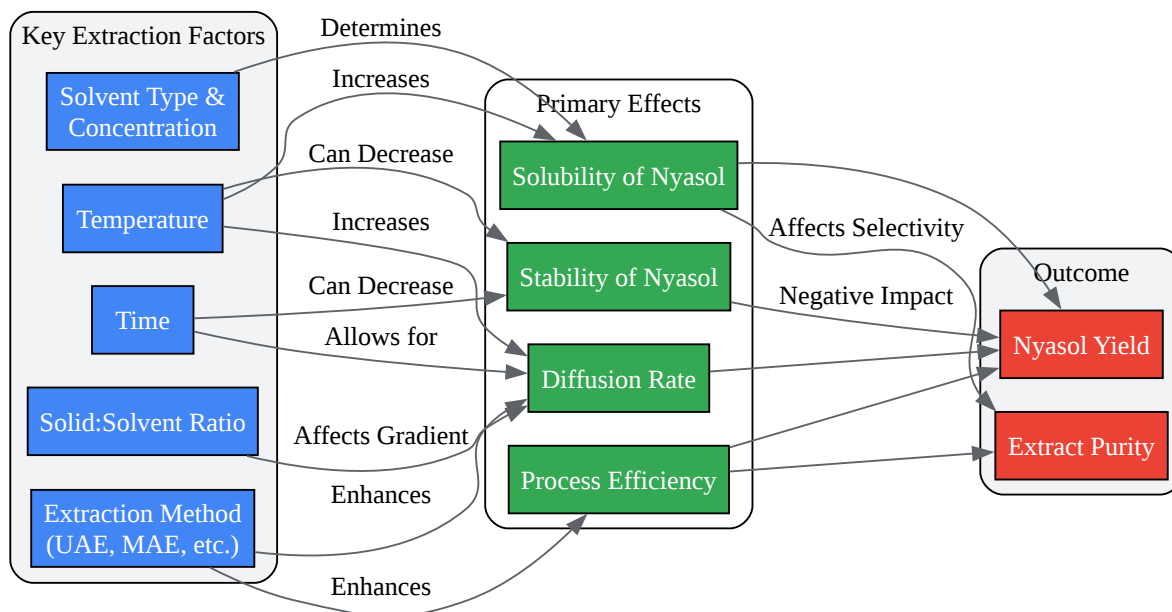 Key Extraction Factors
Solvent Type &
Concentration
Temperature
Time
Solid:Solvent Ratio
Extraction Method
(UAE, MAE, etc.)
Determines
Increases
Can Decrease
Increases
Can Decrease
Allows for
Affects Gradient
Enhances
Enhances
Primary Effects
Solubility of Nyasol
Stability of Nyasol
Diffusion Rate
Process Efficiency
Affects Selectivity
Negative Impact
Outcome
Nyasol Yield
Extract Purity